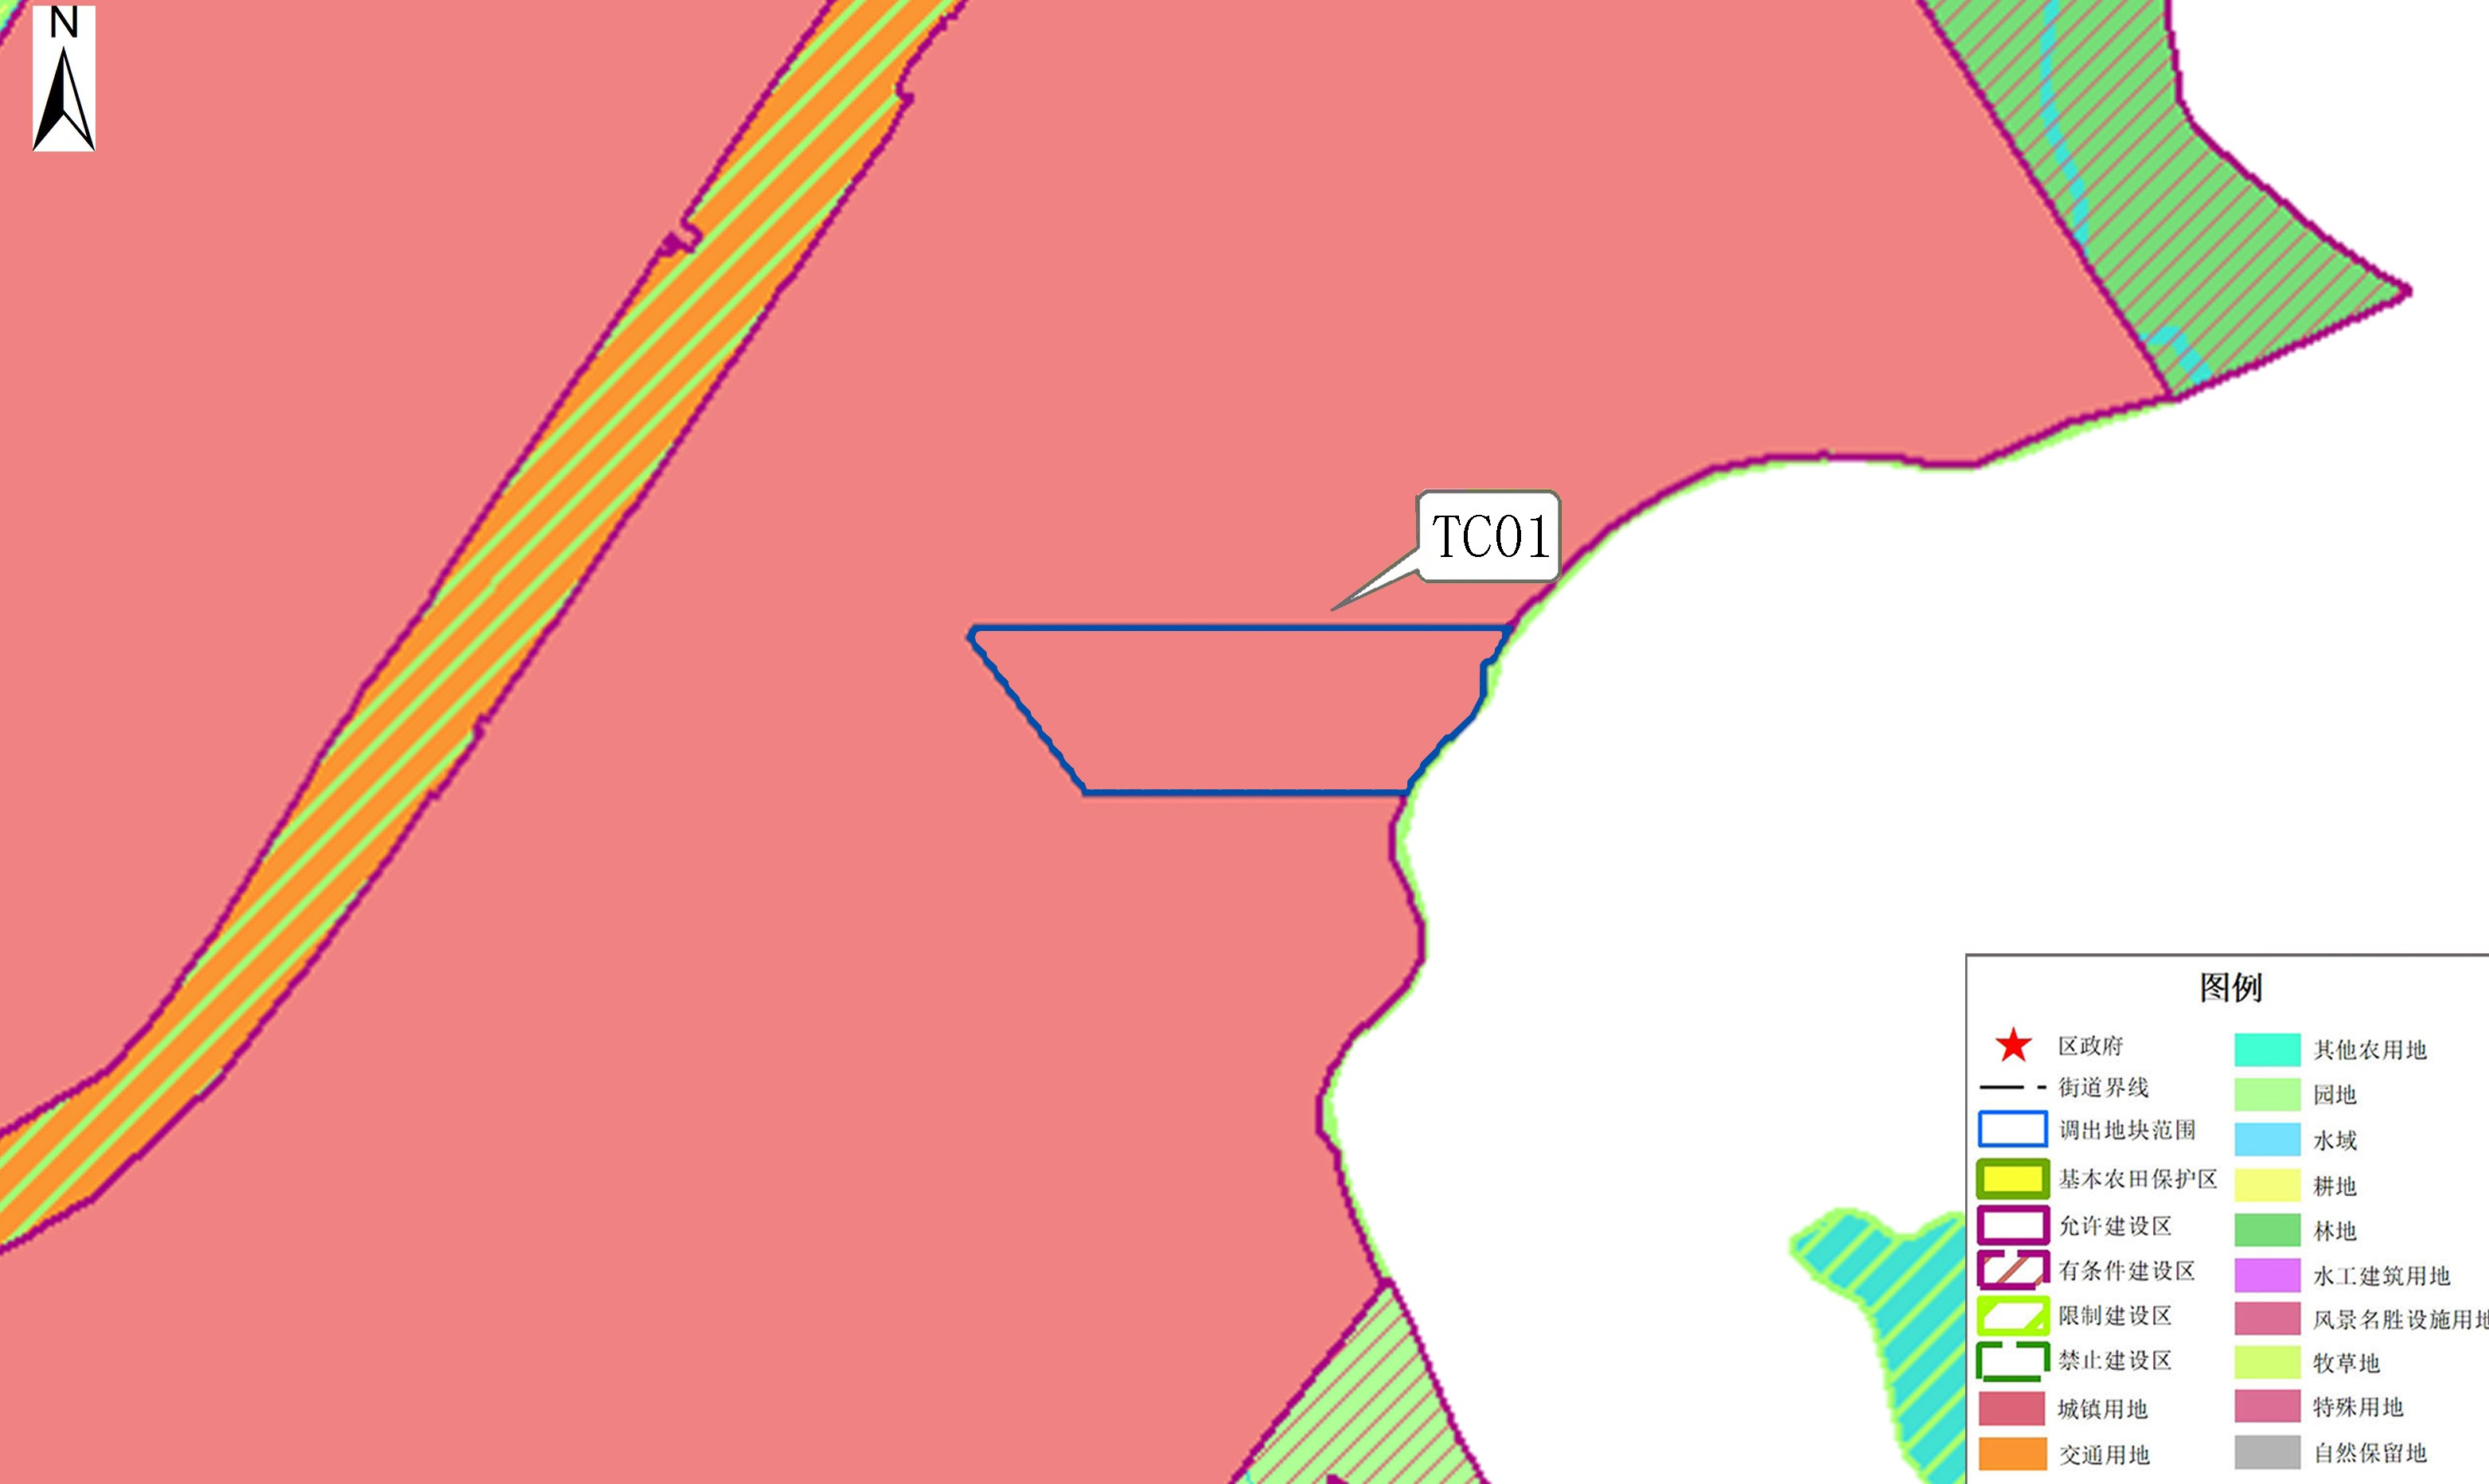 N
TC01
图例
区政府
街道界线
调出地块范围
基本农田保护区
允许建设区
有条件建设区
限制建设区
禁止建设区
城镇用地
交通用地
其他农用地
园地
水域
耕地
林地
水工建筑用地
风景名胜设施用地
牧草地
特殊用地
自然保留地